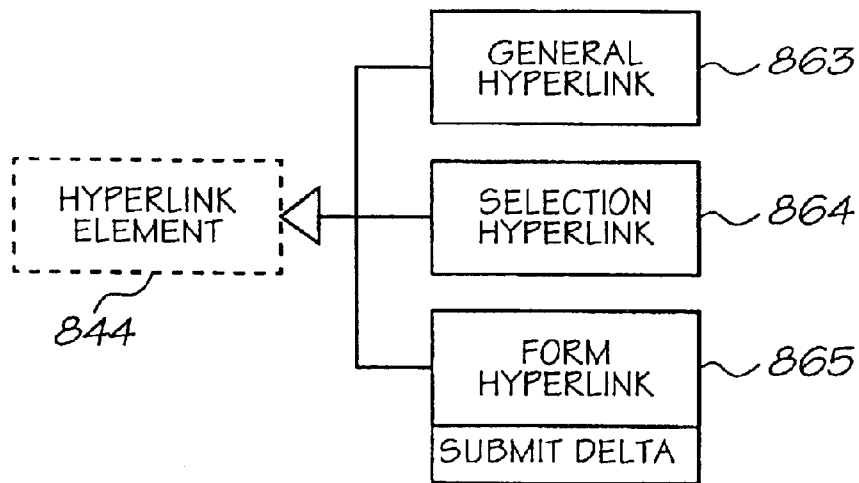 GENERAL
HYPERLINK
863
HYPERLINK
ELEMENT
844
SELECTION
HYPERLINK
864
FORM
HYPERLINK
865
SUBMIT DELTA